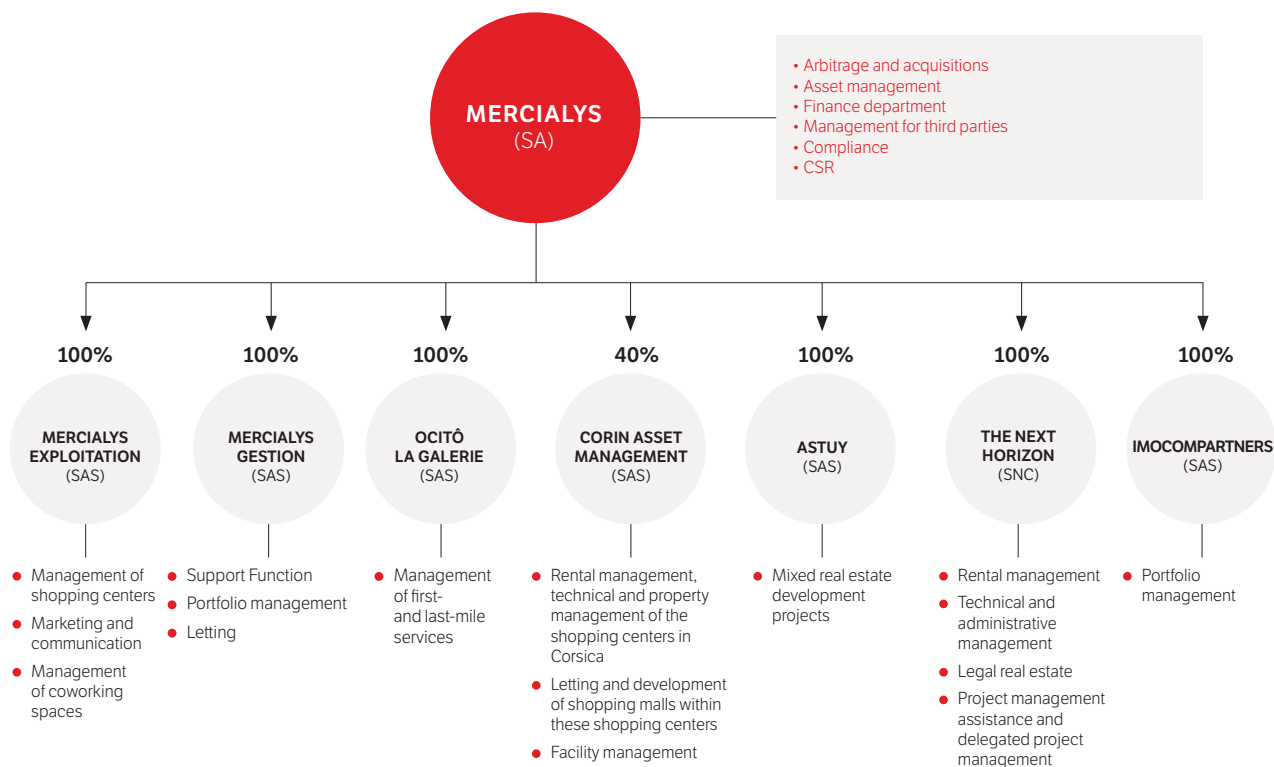 MERCIALYS
(SA)
• Arbitrage and acquisitions
• Asset management
• Finance department
• Management for third parties
• Compliance
• CSR
100%
MERCIALYS
EXPLOITATION
(SAS)
• Management of
shopping centers
• Marketing and
communication
• Management
of coworking
spaces
100%
MERCIALYS
GESTION
(SAS)
• Support Function
• Portfolio management
• Letting
100%
OCITÔ
LA GALERIE
(SAS)
• Management
of first-
and last-mile
services
40%
CORIN ASSET
MANAGEMENT
(SAS)
• Rental management,
technical and property
management of the
shopping centers in
Corsica
• Letting and development
of shopping malls within
these shopping centers
• Facility management
100%
ASTUY
(SAS)
• Mixed real estate
development
projects
100%
THE NEXT
HORIZON
(SNC)
• Rental management
• Technical and
administrative
management
• Legal real estate
• Project management
assistance and
delegated project
management
100%
IMOCOMPARTNERS
(SAS)
• Portfolio
management